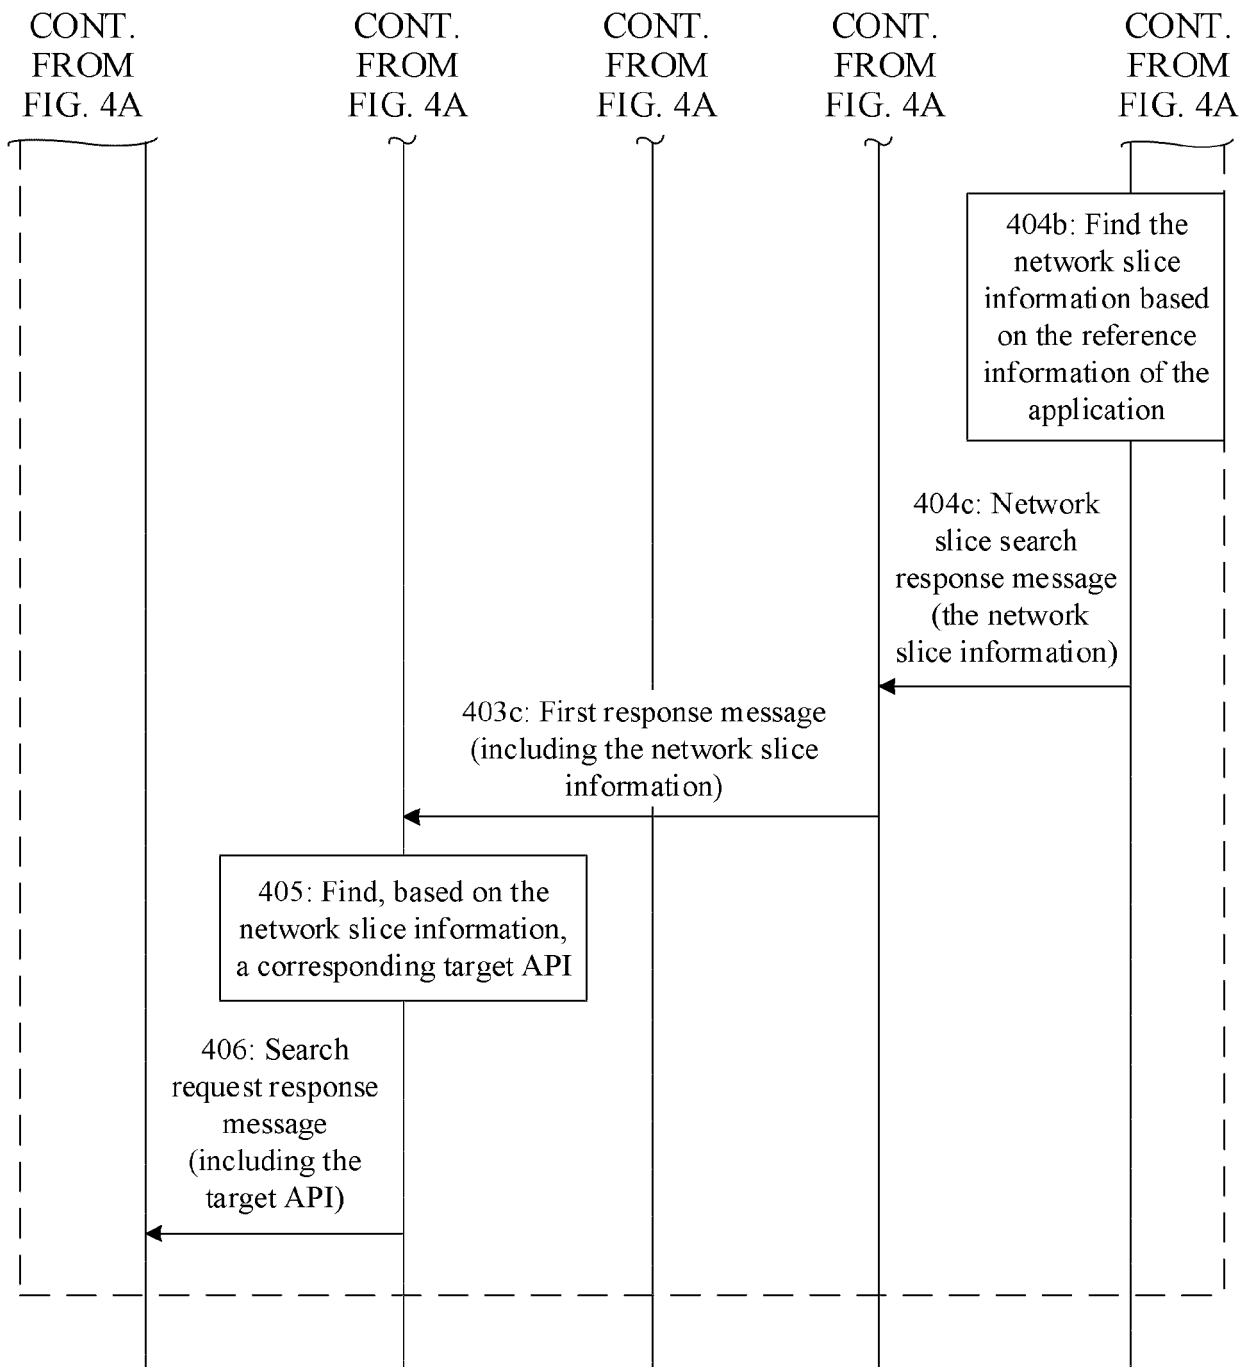 CONT.
FROM
FIG. 4A
CONT.
FROM
FIG. 4A
CONT.
FROM
FIG. 4A
CONT.
FROM
FIG. 4A
CONT.
FROM
FIG. 4A
404b: Find the
network slice
information based
on the reference
information of the
application
404c: Network
slice search
response message
(the network
slice information)
403c: First response message
(including the network slice
information)
405: Find, based on the
network slice information,
a corresponding target API
406: Search
request response
message
(including the
target API)